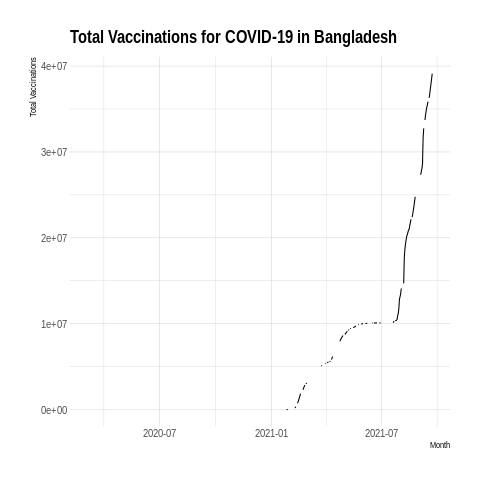 Total Vaccinations for COVID-19 in Bangladesh
Total Vaccinations
4e+07
3e+07
2e+07
1e+07
0e+00
2020-07 2021-01 2021-07
Month